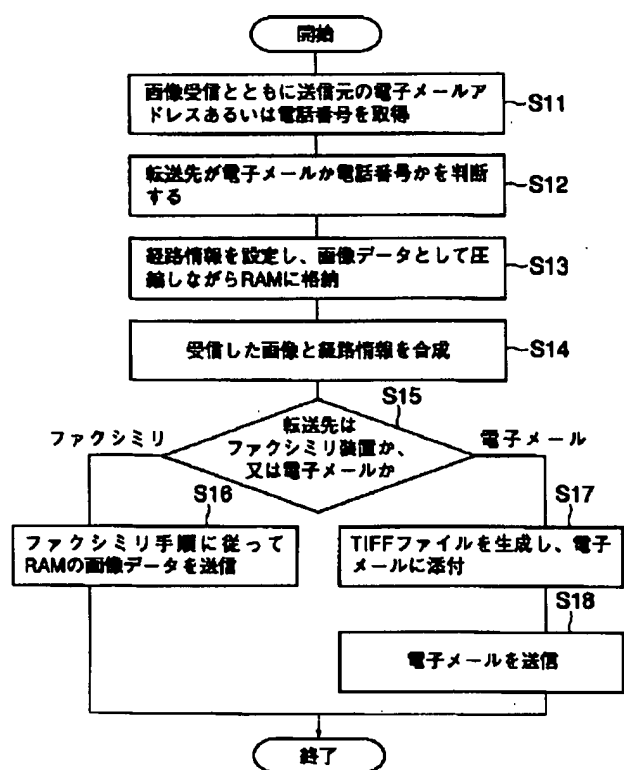 開始
画像受信とともに送信元の電子メールア
ドレスあるいは電話番号を取得
S11
転送先が電子メールか電話番号かを判断
する
S12
経路情報を設定し、画像データとして圧
縮しながらRAMに格納
S13
受信した画像と経路情報を合成
S14
S15
転送先は
ファクシミリ装置か、
又は電子メールか
ファクシミリ
電子メール
S16
ファクシミリ手順に従って
RAMの画像データを送信
S17
TIFFファイルを生成し、電子
メールに添付
S18
電子メールを送信
終了